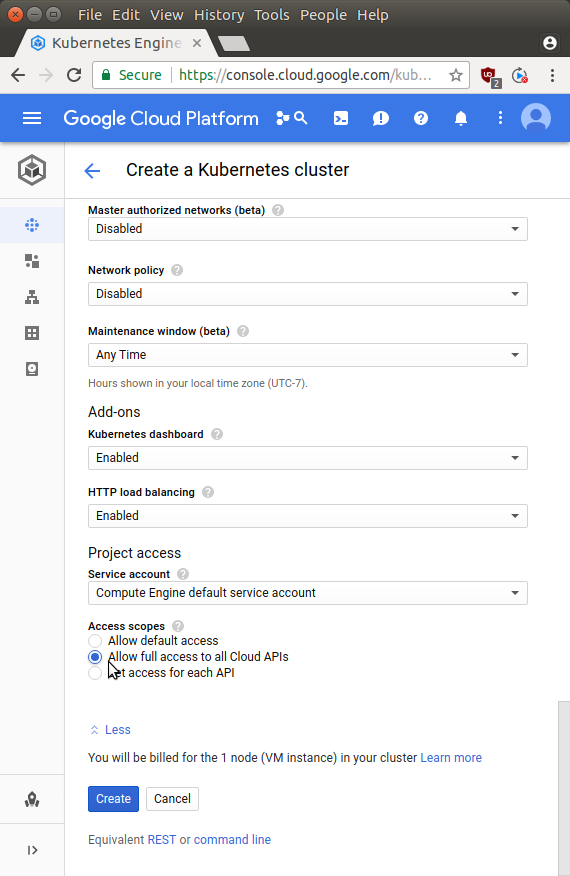 File Edit Create View History Tools People Help
Kubernetes Engine
Secure https://console.cloud.google.com/kub...
2
Google Cloud Platform
Create a Kubernetes cluster
Master authorized networks (beta)
Disabled
Network policy
Disabled
Maintenance window (beta)
Any Time
Hours shown in your local time zone (UTC-7).
Add-ons
Kubernetes dashboard
Enabled
HTTP load balancing
Enabled
Project access
Service account
Compute Engine default service account
Access scopes
Allow default access
Allow full access to all Cloud APIs
access for each API
Less
You will be billed for the 1 node (VM instance) in your cluster Learn more
Create Cancel
Equivalent REST or command line